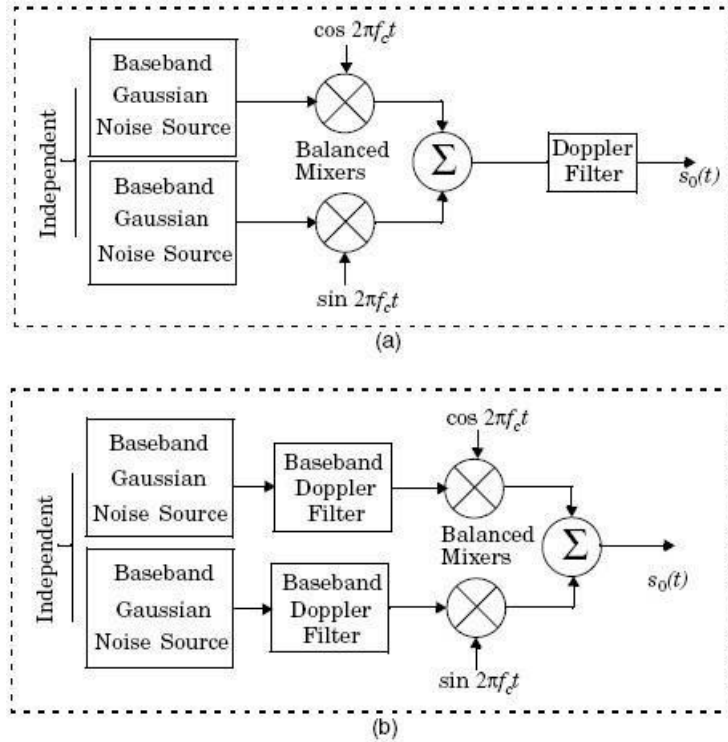 cos 2πf_ct
Independent
Baseband
Gaussian
Noise Source
Balanced
Mixers
Σ
Doppler
Filter
s_0(t)
Baseband
Gaussian
Noise Source
sin 2πf_ct
(a)
cos 2πf_ct
Independent
Baseband
Gaussian
Noise Source
Baseband
Doppler
Filter
Balanced
Mixers
Σ
s_0(t)
Baseband
Gaussian
Noise Source
Baseband
Doppler
Filter
sin 2πf_ct
(b)